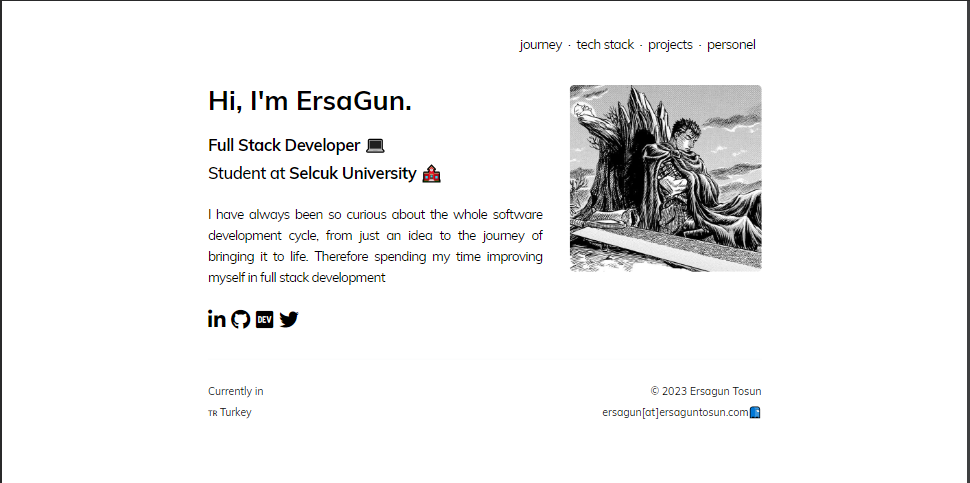 journey · tech stack · projects · personel
Hi, I'm ErsaGun.
Full Stack Developer 💻
Student at Selcuk University 🏫
I have always been so curious about the whole software
development cycle, from just an idea to the journey of
bringing it to life. Therefore spending my time improving
myself in full stack development
in DEV
Currently in
TR Turkey
© 2023 Ersagun Tosun
ersagun[at]ersaguntosun.com📘